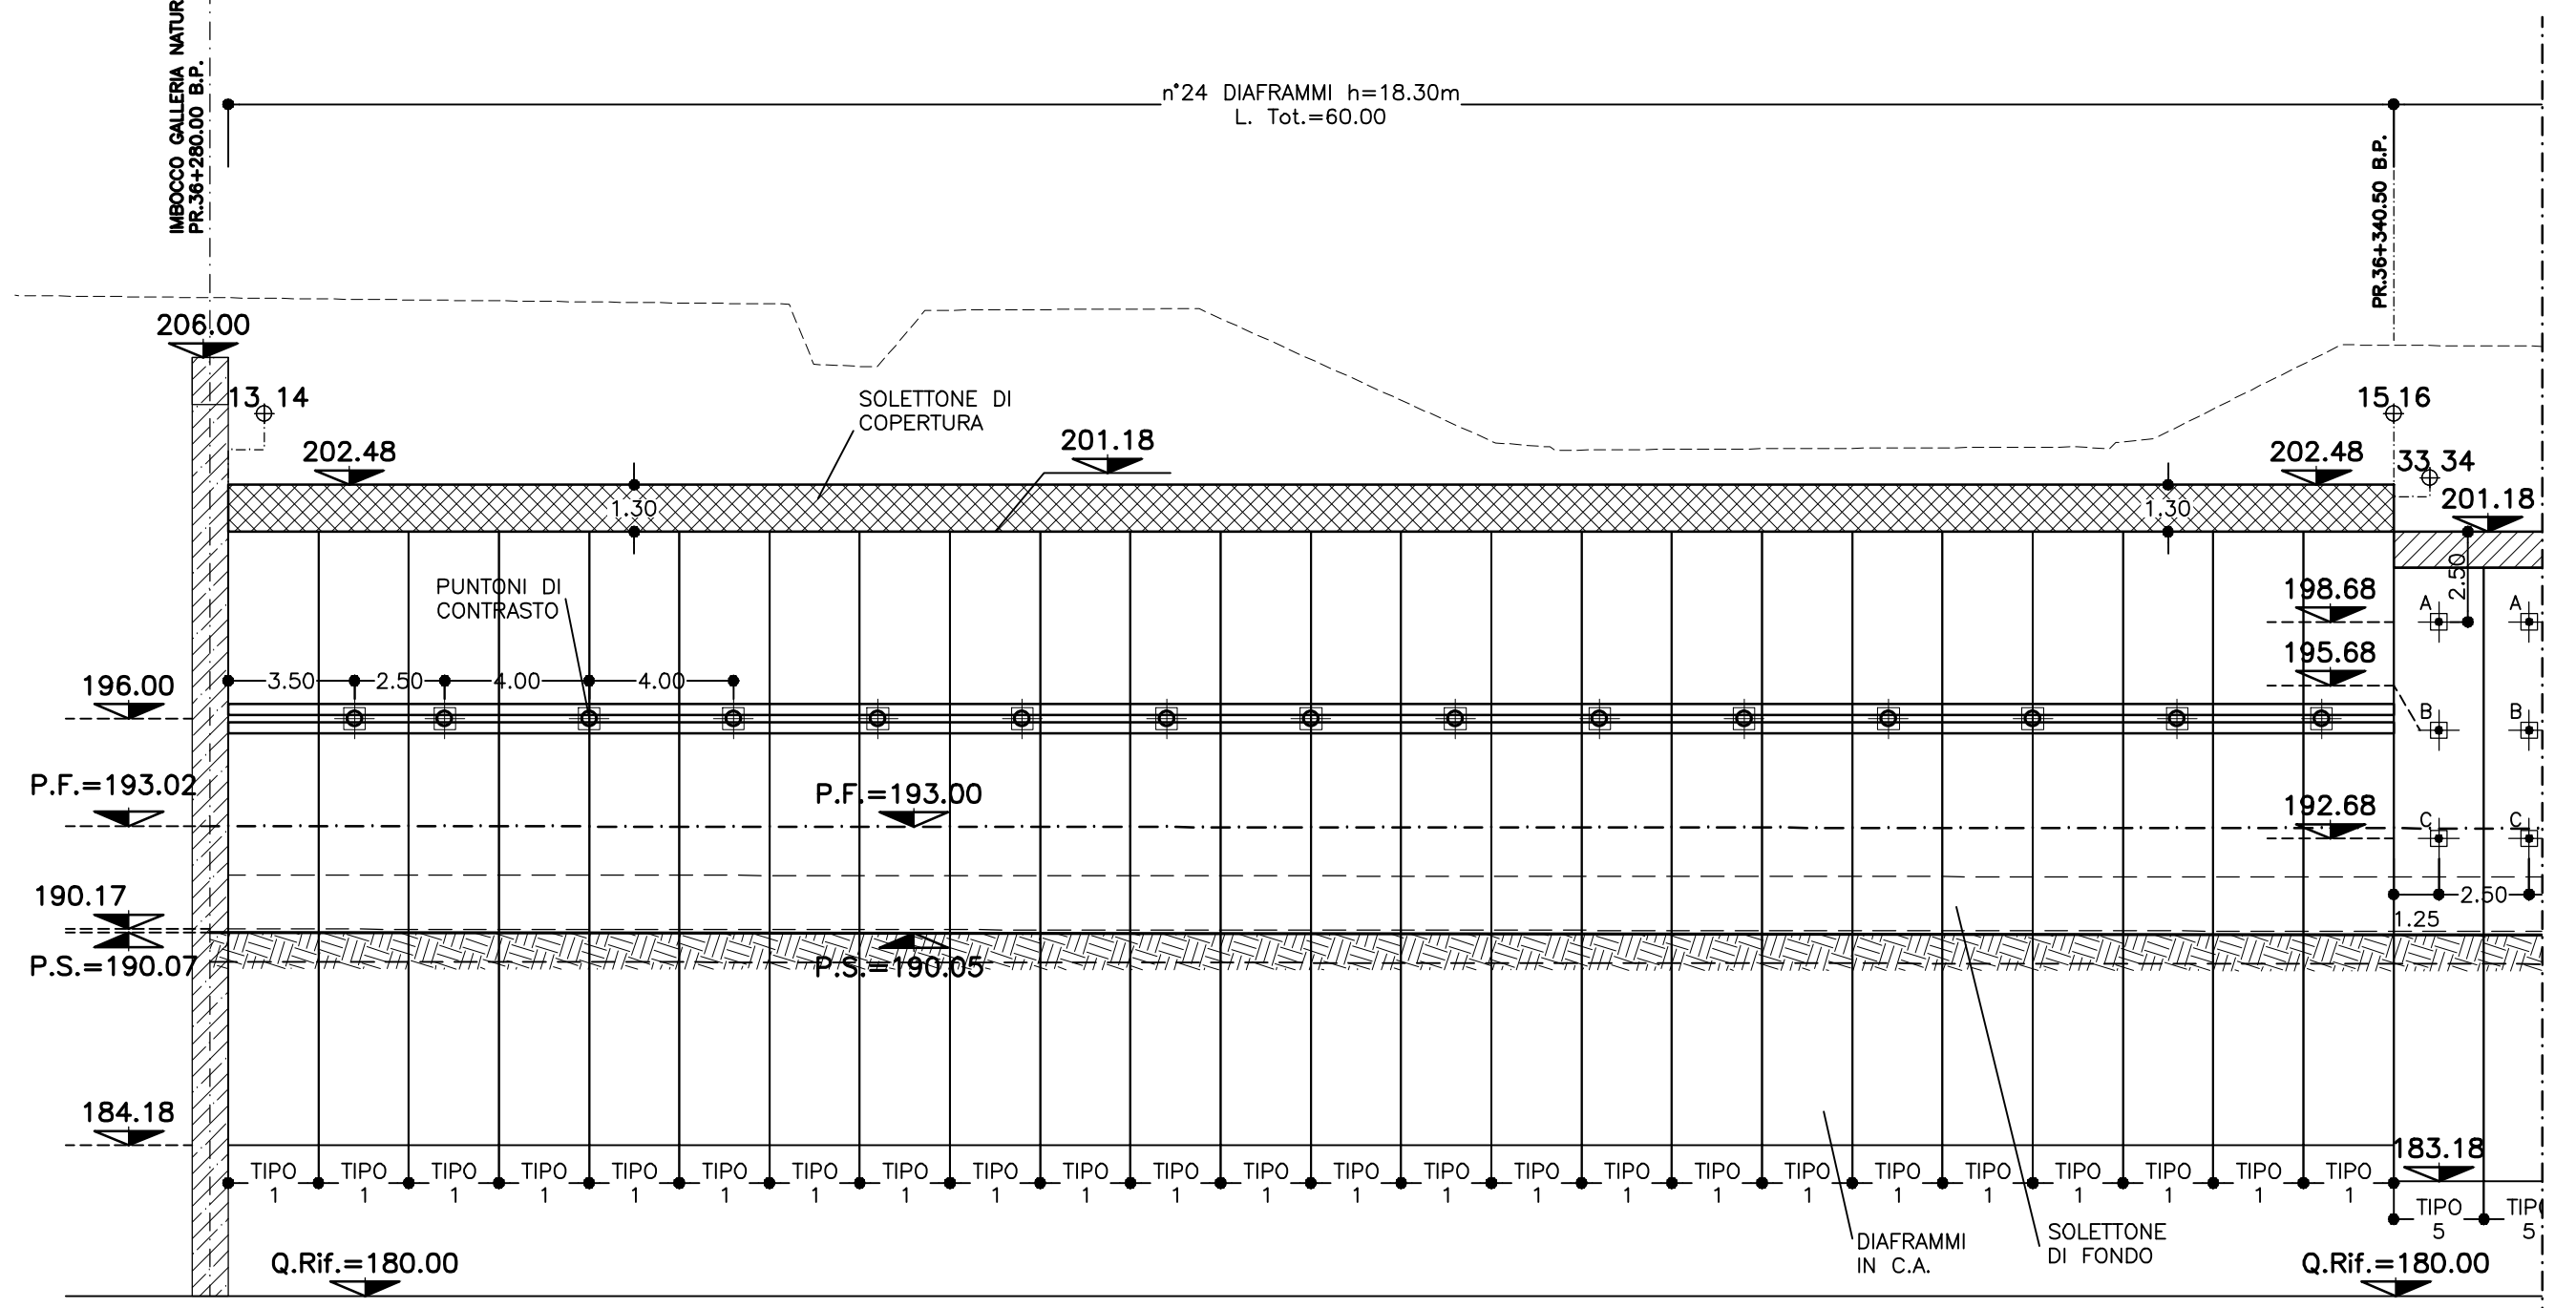 IMBOCCO GALLERIA NATUR
PR.36+280.00 B.P.
n°24 DIAFRAMMI h=18.30m
L. Tot.=60.00
PR.36+340.50 B.P.
206.00
13 14
15 16
SOLETTONE DI
COPERTURA
202.48
201.18
202.48
33 34
201.18
1.30
1.30
2.50
PUNTONI DI
CONTRASTO
198.68
A
A
195.68
196.00
3.50
2.50
4.00
4.00
B
B
P.F.=193.02
P.F.=193.00
192.68
C
C
190.17
2.50
1.25
P.S.=190.07
P.S.=190.05
184.18
183.18
TIPO
1
TIPO
1
TIPO
1
TIPO
1
TIPO
1
TIPO
1
TIPO
1
TIPO
1
TIPO
1
TIPO
1
TIPO
1
TIPO
1
TIPO
1
TIPO
1
TIPO
1
TIPO
1
TIPO
1
TIPO
1
TIPO
1
TIPO
1
TIPO
1
TIPO
1
TIPO
1
TIPO
1
TIPO
5
TIP
5
DIAFRAMMI
IN C.A.
SOLETTONE
DI FONDO
Q.Rif.=180.00
Q.Rif.=180.00